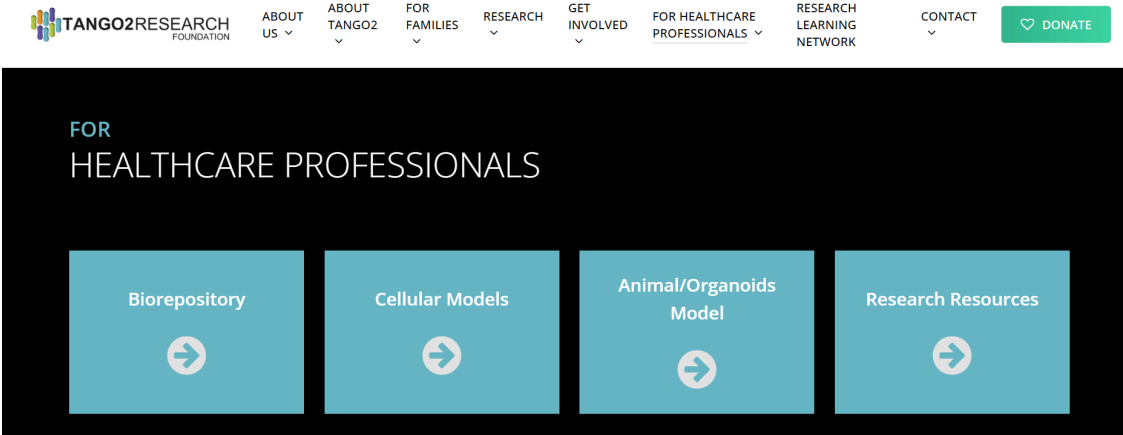 TANGO2RESEARCH
FOUNDATION
ABOUT
US
ABOUT
TANGO2
FOR
FAMILIES
RESEARCH
GET
INVOLVED
FOR HEALTHCARE
PROFESSIONALS
RESEARCH
LEARNING
NETWORK
CONTACT
DONATE
FOR
HEALTHCARE PROFESSIONALS
Biorepository
Cellular Models
Animal/Organoids
Model
Research Resources